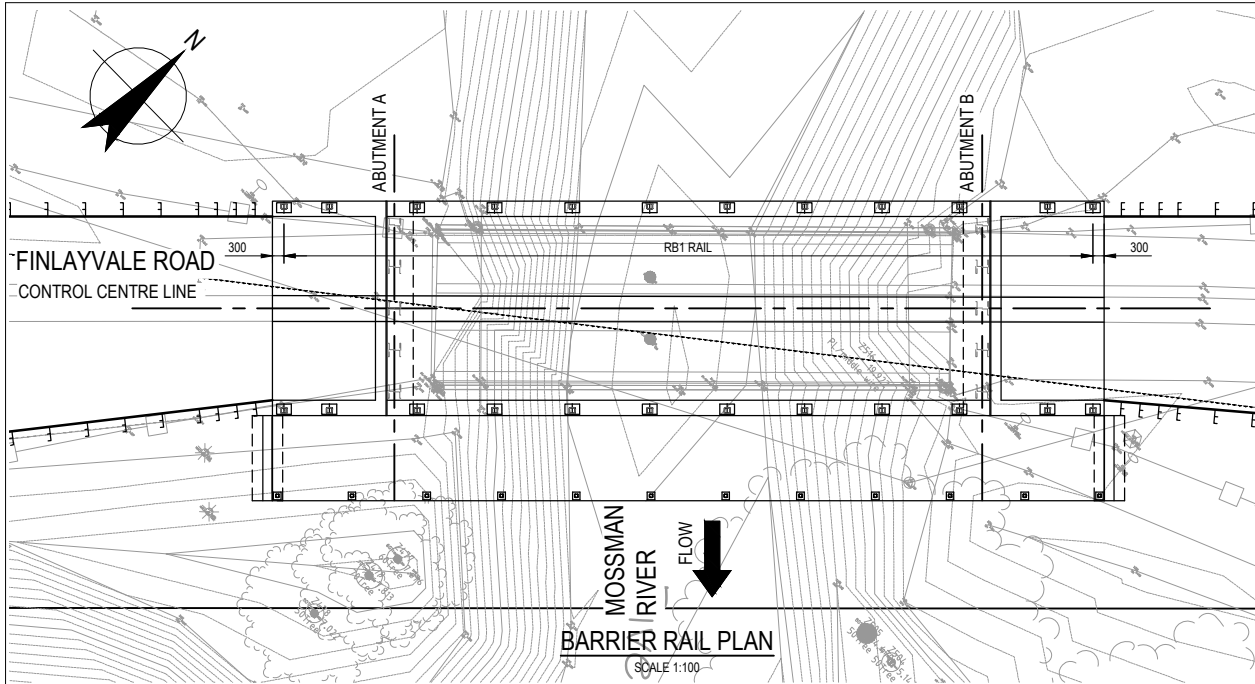 N
ABUTMENT A
ABUTMENT B
300
RB1 RAIL
300
FINLAYVALE ROAD
CONTROL CENTRE LINE
MOSSMAN
RIVER
FLOW
BARRIER RAIL PLAN
SCALE 1:100